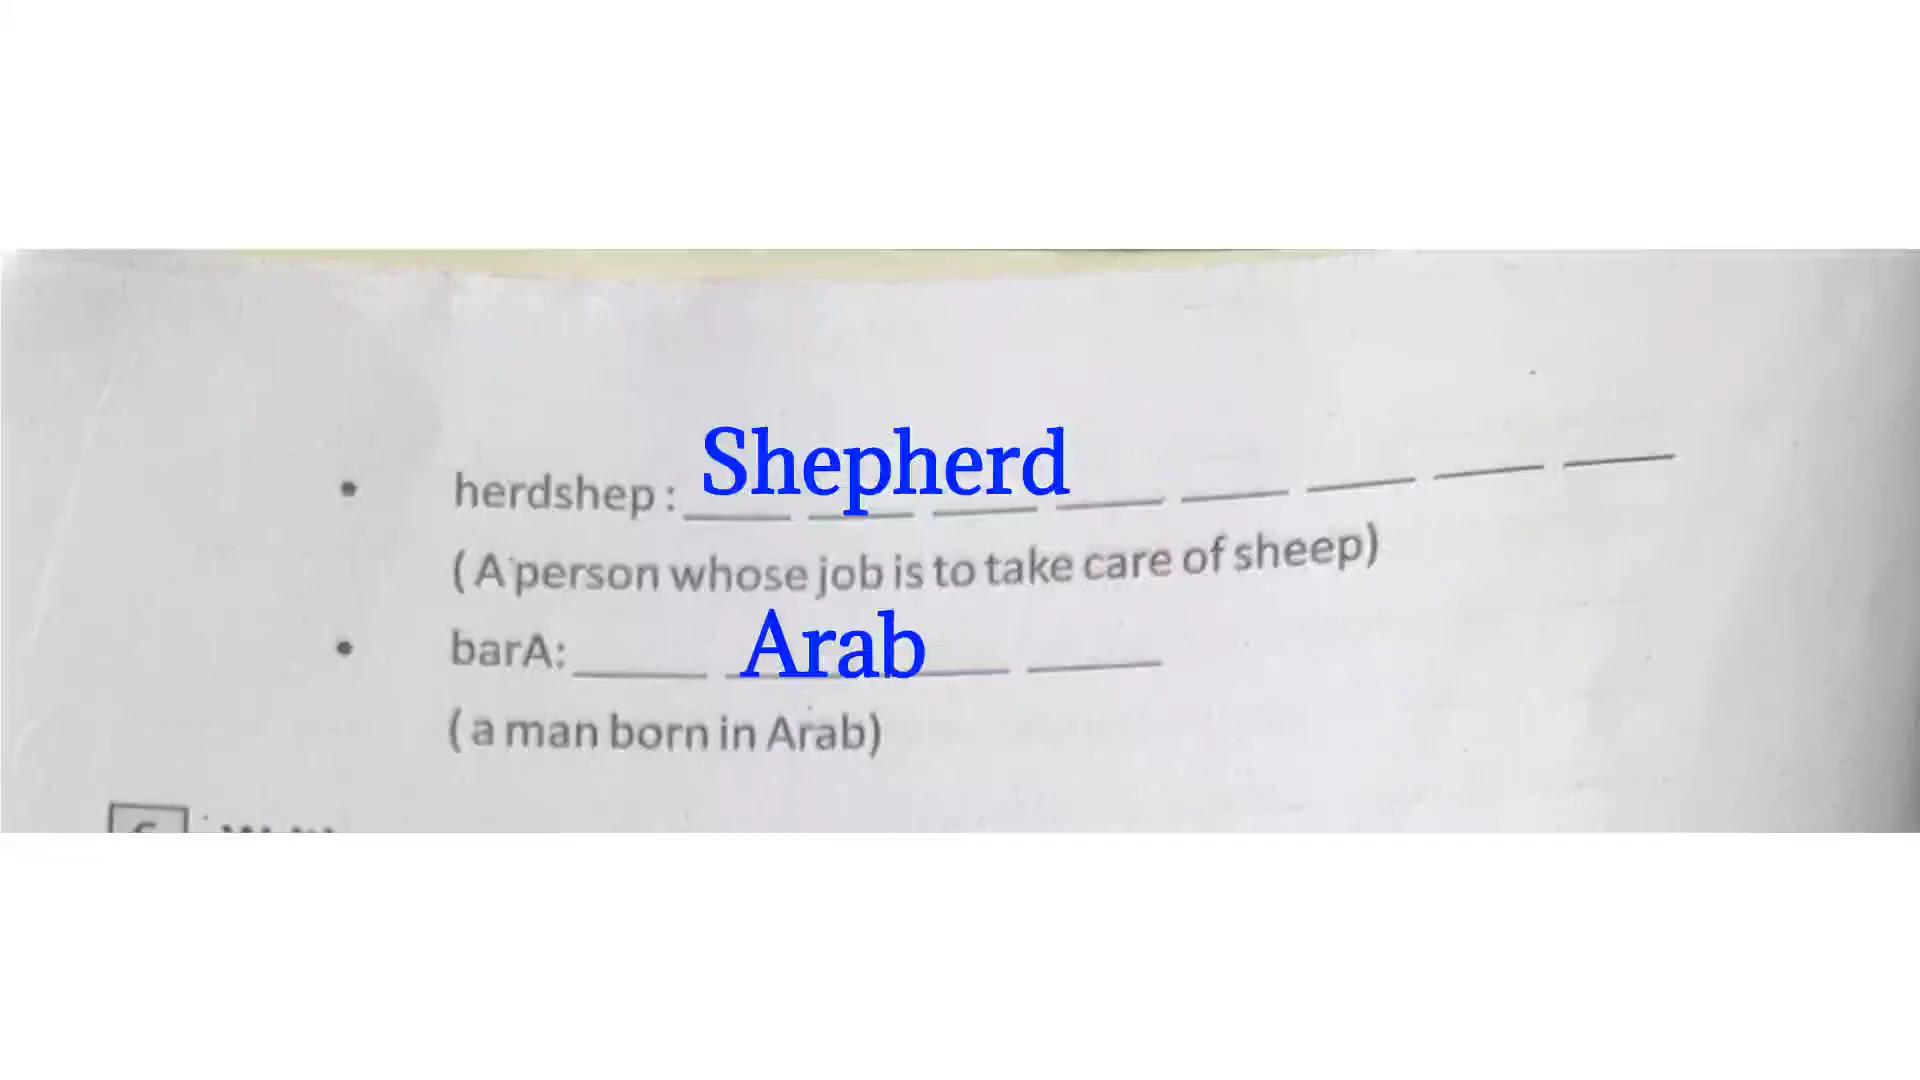 • herdshep : Shepherd
( A person whose job is to take care of sheep)
• barA: Arab
( a man born in Arab)